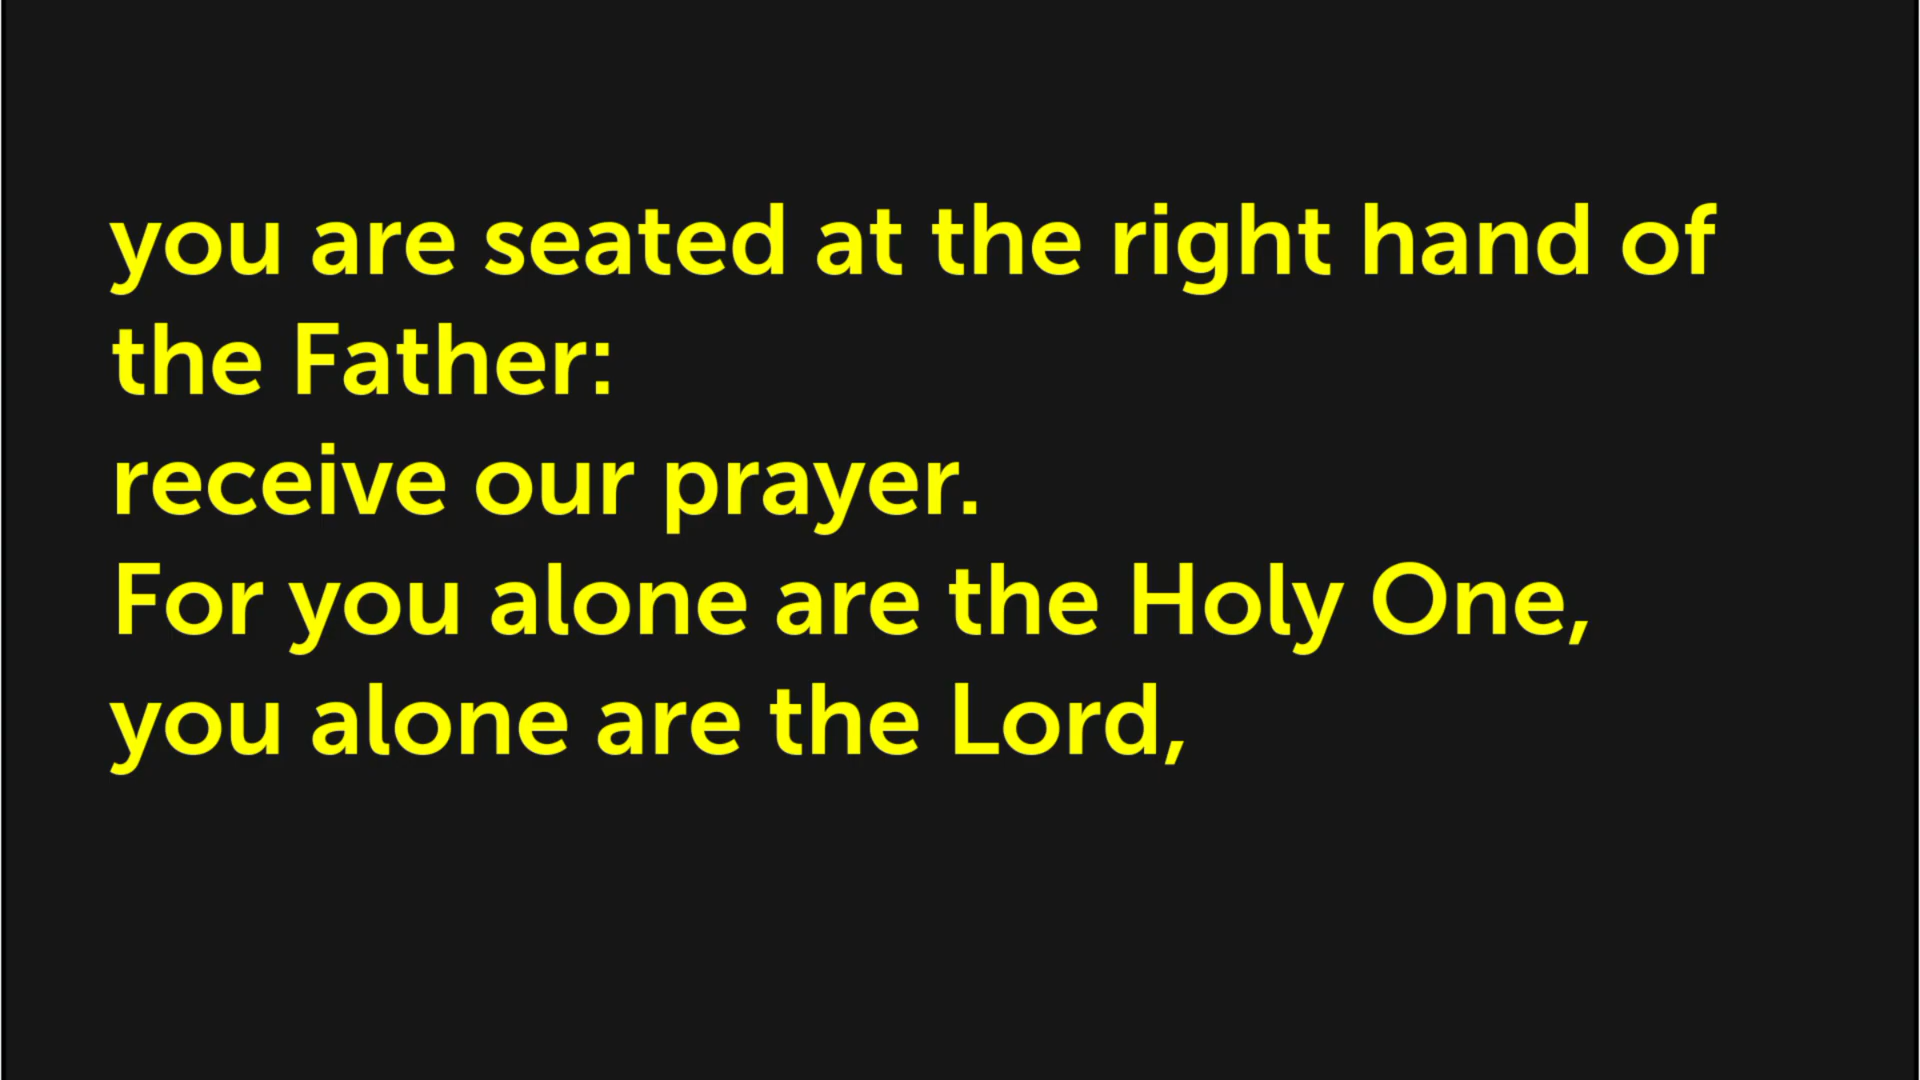 you are seated at the right hand of
the Father:
receive our prayer.
For you alone are the Holy One,
you alone are the Lord,